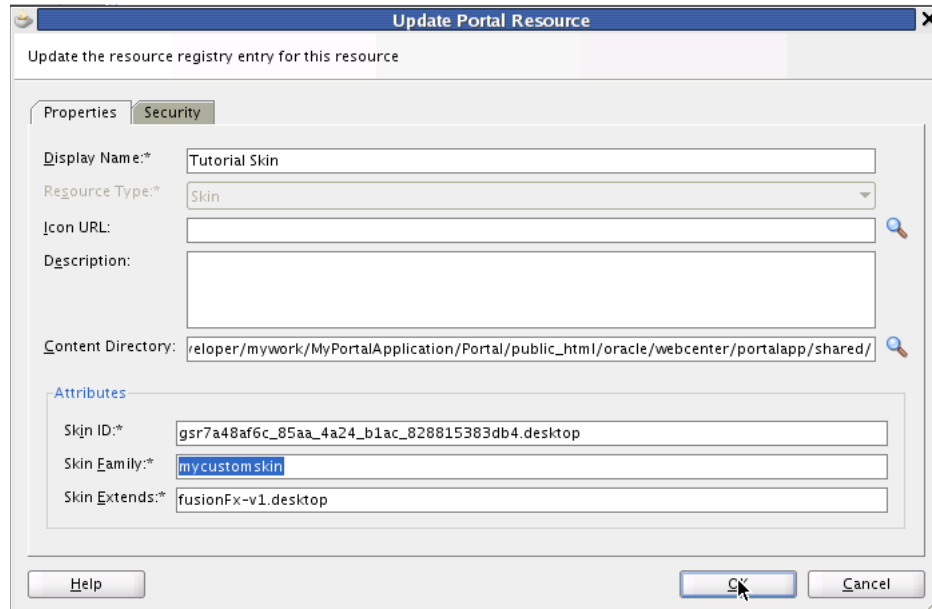 Update Portal Resource
Update the resource registry entry for this resource
Properties
Security
Display Name:*
Tutorial Skin
Resource Type:*
Skin
Icon URL:
Description:
Content Directory:
veloper/mywork/MyPortalApplication/Portal/public_html/oracle/webcenter/portalapp/shared/
Attributes
Skin ID:*
gsr7a48af6c_85aa_4a24_b1ac_828815383db4.desktop
Skin Family:*
mycustomskin
Skin Extends:*
fusionFx-v1.desktop
Help
OK
Cancel